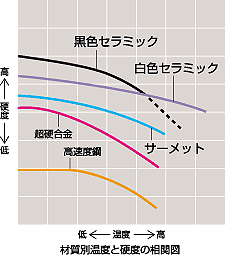 黒色セラミック
白色セラミック
高
硬度
低
超硬合金
サーメット
高速度鋼
低 温度 高
材質別温度と硬度の相関図